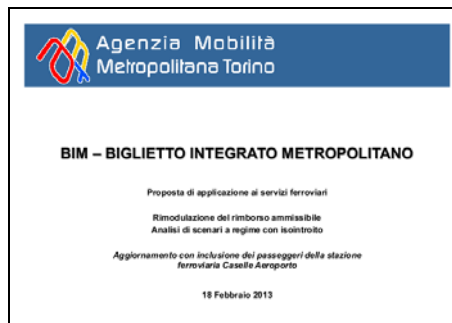 Agenzia Mobilità
Metropolitana Torino
BIM – BIGLIETTO INTEGRATO METROPOLITANO
Proposta di applicazione ai servizi ferroviari
Rimodulazione del rimborso ammissibile
Analisi di scenari a regime con isointroito
Aggiornamento con inclusione dei passeggeri della stazione
ferroviaria Caselle Aeroporto
18 Febbraio 2013